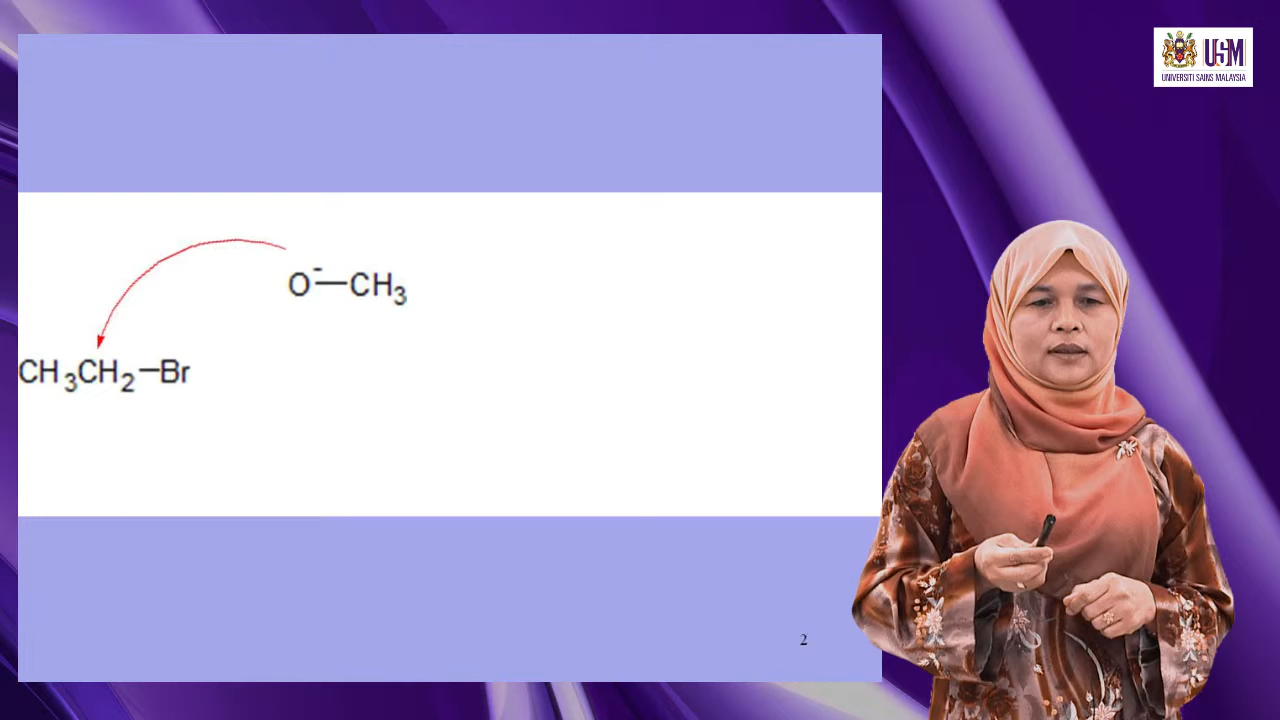 USM
UNIVERSITI SAINS MALAYSIA
O⁻—CH₃
CH₃CH₂—Br
2